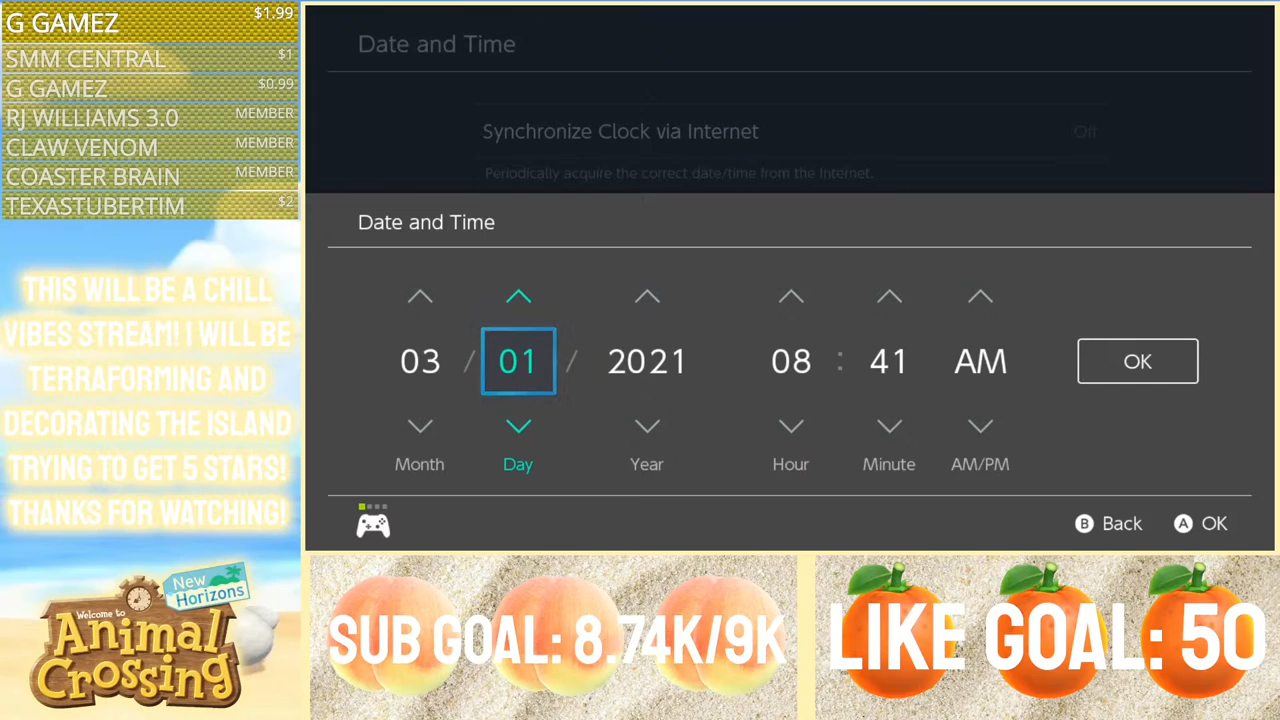 G GAMEZ $1.99
SMM CENTRAL $1
G GAMEZ $0.99
RJ WILLIAMS 3.0 MEMBER
CLAW VENOM MEMBER
COASTER BRAIN MEMBER
TEXASTUBERTIM $2
THIS WILL BE A CHILL
VIBES STREAM! I WILL BE
TERRAFORMING AND
DECORATING THE ISLAND
TRYING TO GET 5 STARS!
THANKS FOR WATCHING!
Welcome to
Animal
Crossing
New
Horizons
Date and Time
Synchronize Clock via Internet Off
Periodically acquire the correct date/time from the Internet.
Date and Time
03 / 01 / 2021 08 : 41 AM OK
Month Day Year Hour Minute AM/PM
B Back A OK
SUB GOAL: 8.74K/9K
LIKE GOAL: 50